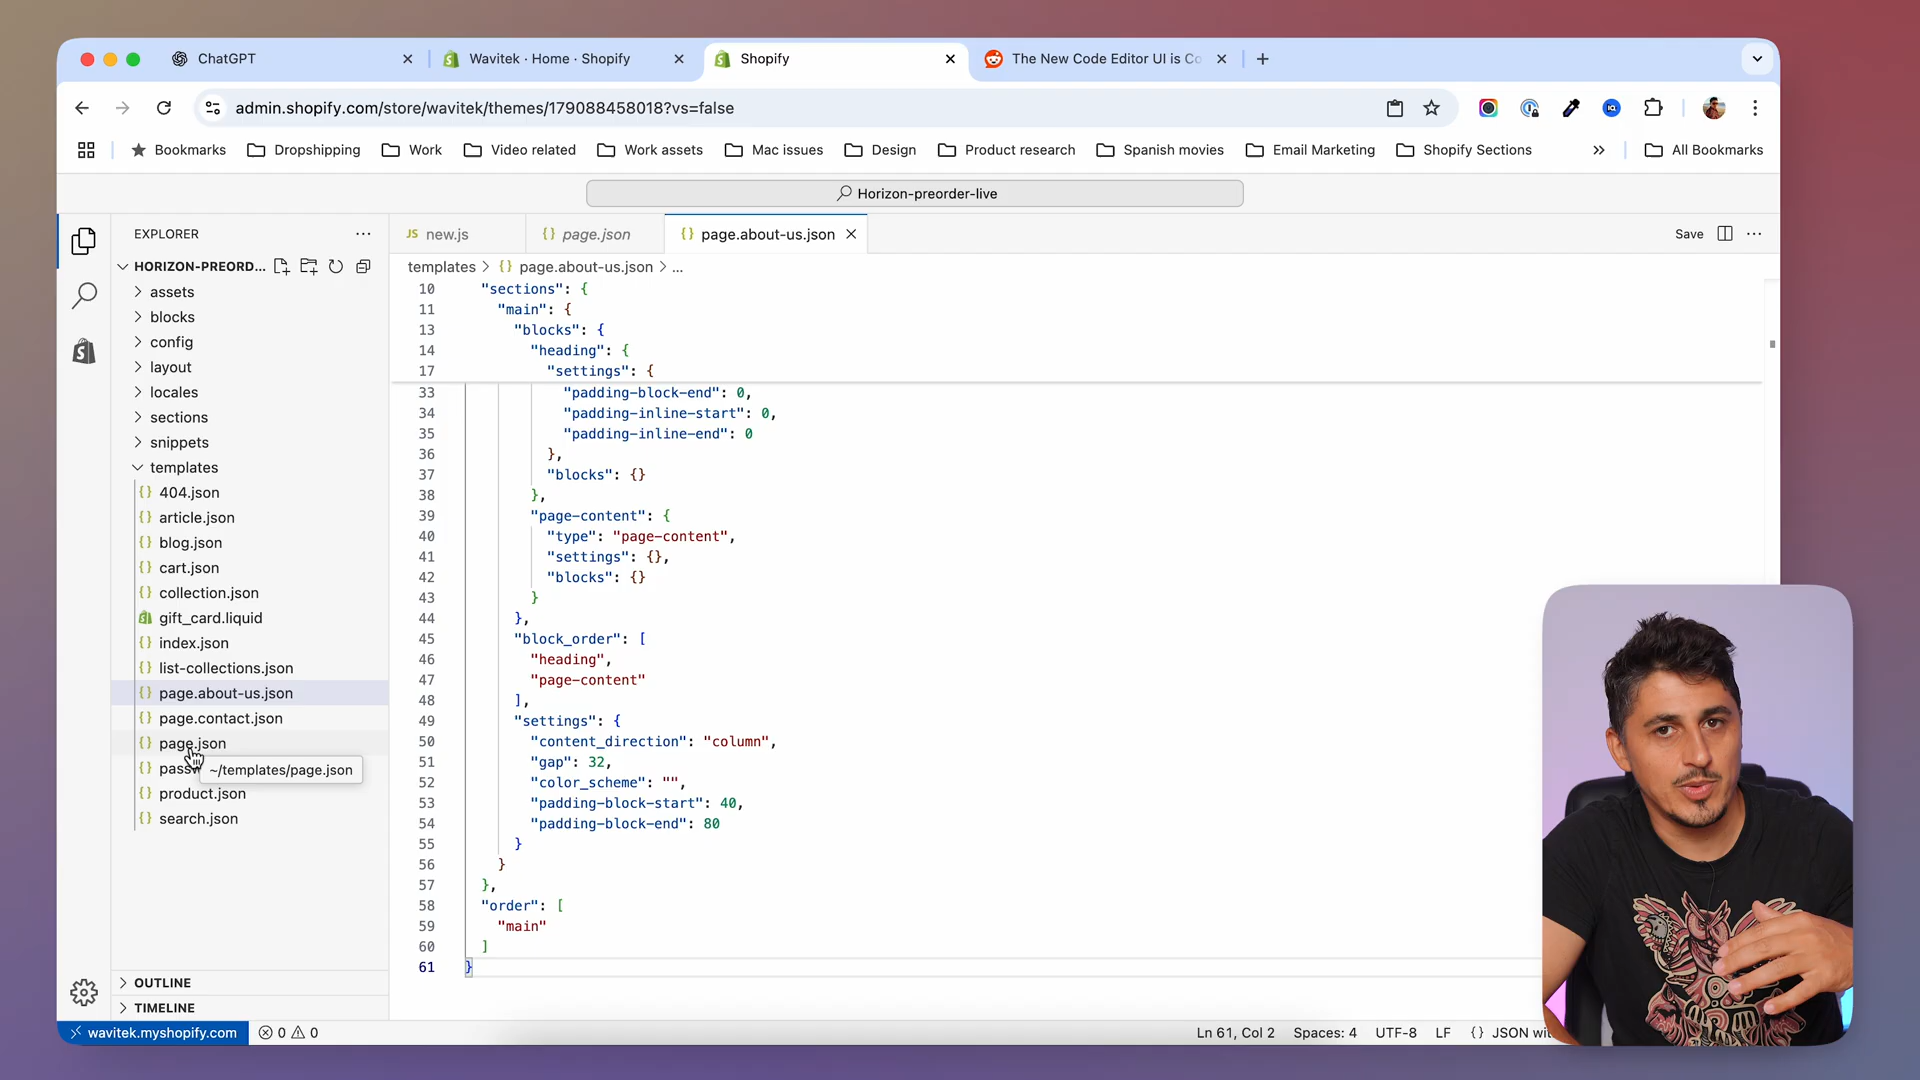 ChatGPT
Wavitek · Home · Shopify
Shopify
The New Code Editor UI is Co
admin.shopify.com/store/wavitek/themes/179088458018?vs=false
Bookmarks
Dropshipping
Work
Video related
Work assets
Mac issues
Design
Product research
Spanish movies
Email Marketing
Shopify Sections
»
All Bookmarks
Horizon-preorder-live
EXPLORER
HORIZON-PREORD...
assets
blocks
config
layout
locales
sections
snippets
templates
404.json
article.json
blog.json
cart.json
collection.json
gift_card.liquid
index.json
list-collections.json
page.about-us.json
page.contact.json
page.json
~/templates/page.json
product.json
search.json
OUTLINE
TIMELINE
JS new.js
{} page.json
{} page.about-us.json
Save
templates > {} page.about-us.json > ...
10 "sections": {
11 "main": {
13 "blocks": {
14 "heading": {
17 "settings": {
33 "padding-block-end": 0,
34 "padding-inline-start": 0,
35 "padding-inline-end": 0
36 },
37 "blocks": {}
38 },
39 "page-content": {
40 "type": "page-content",
41 "settings": {},
42 "blocks": {}
43 }
44 },
45 "block_order": [
46 "heading",
47 "page-content"
48 ],
49 "settings": {
50 "content_direction": "column",
51 "gap": 32,
52 "color_scheme": "",
53 "padding-block-start": 40,
54 "padding-block-end": 80
55 }
56 }
57 },
58 "order": [
59 "main"
60 ]
61 }
wavitek.myshopify.com
0
0
Ln 61, Col 2
Spaces: 4
UTF-8
LF
{} JSON